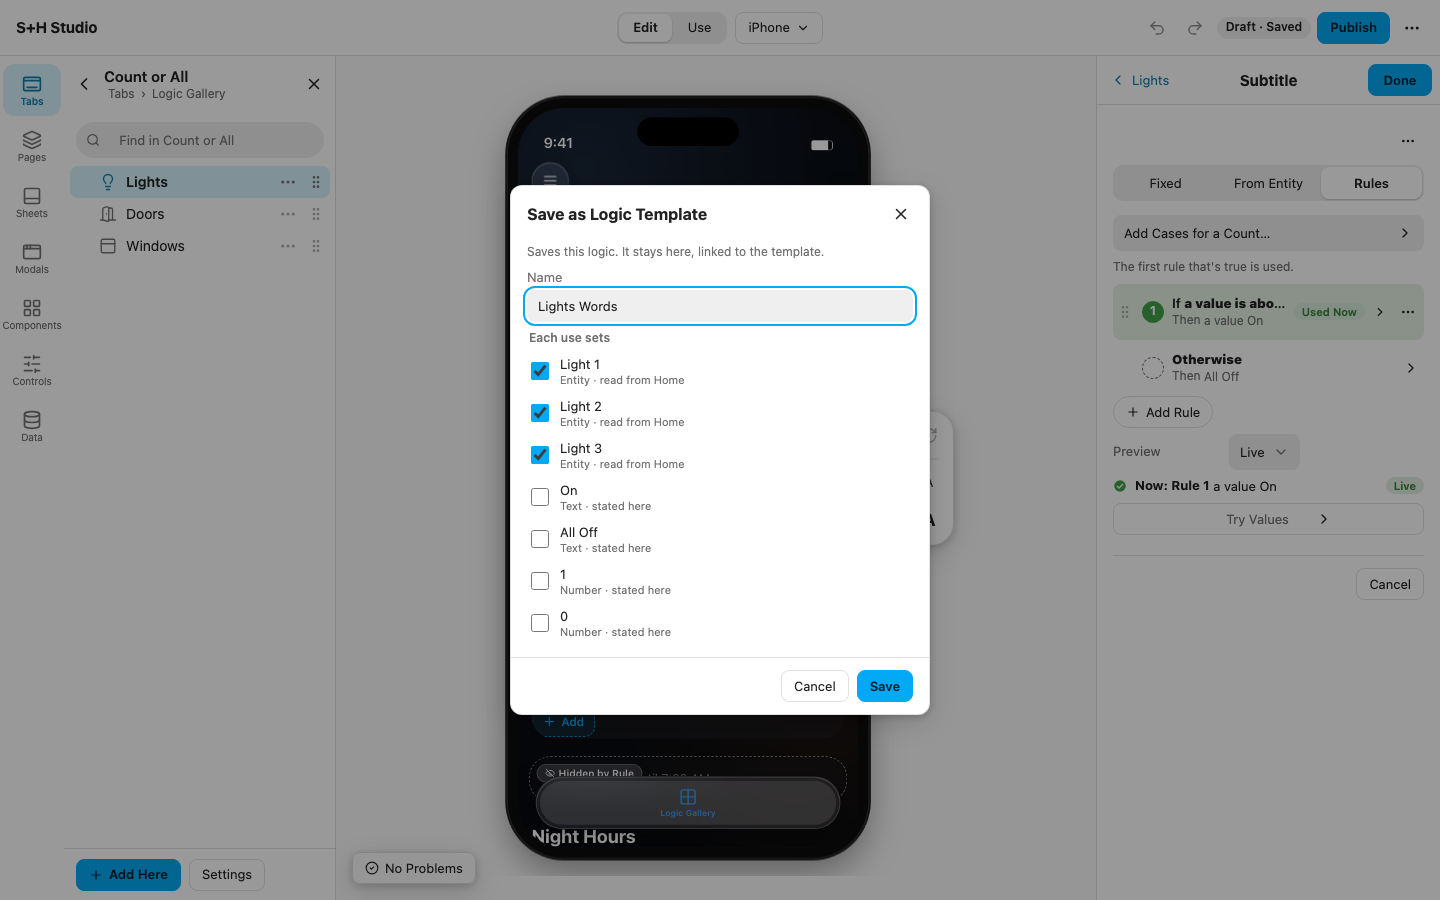 S+H Studio
Edit
Use
iPhone
Draft · Saved
Publish
Tabs
Pages
Sheets
Modals
Components
Controls
Data
Count or All
Tabs › Logic Gallery
Find in Count or All
Lights
Doors
Windows
Add Here
Settings
9:41
Save as Logic Template
Saves this logic. It stays here, linked to the template.
Name
Lights Words
Each use sets
Light 1
Entity · read from Home
Light 2
Entity · read from Home
Light 3
Entity · read from Home
On
Text · stated here
All Off
Text · stated here
1
Number · stated here
0
Number · stated here
Cancel
Save
Add
Hidden by Rule
Logic Gallery
Night Hours
No Problems
Lights
Subtitle
Done
Fixed
From Entity
Rules
Add Cases for a Count...
The first rule that's true is used.
1
If a value is abo...
Then a value On
Used Now
Otherwise
Then All Off
Add Rule
Preview
Live
Now: Rule 1 a value On
Live
Try Values
Cancel